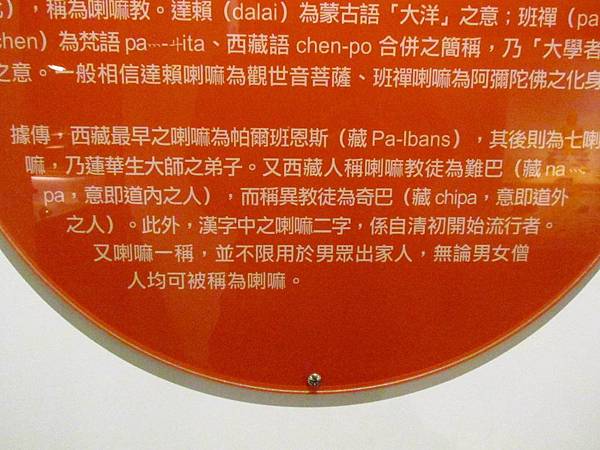 ），稱為喇嘛教。達賴（dalai）為蒙古語「大洋」之意；班禪（pa
chen）為梵語 pa…-ㄐita、西藏語 chen-po 合併之簡稱，乃「大學者
之意。一般相信達賴喇嘛為觀世音菩薩、班禪喇嘛為阿彌陀佛之化身
據傳，西藏最早之喇嘛為帕爾班恩斯（藏 Pa-lbans），其後則為七喇
嘛，乃蓮華生大師之弟子。又西藏人稱喇嘛教徒為難巴（藏 na…
pa，意即道內之人），而稱異教徒為奇巴（藏 chipa，意即道外
之人）。此外，漢字中之喇嘛二字，係自清初開始流行者。
又喇嘛一稱，並不限用於男眾出家人，無論男女僧
人均可被稱為喇嘛。